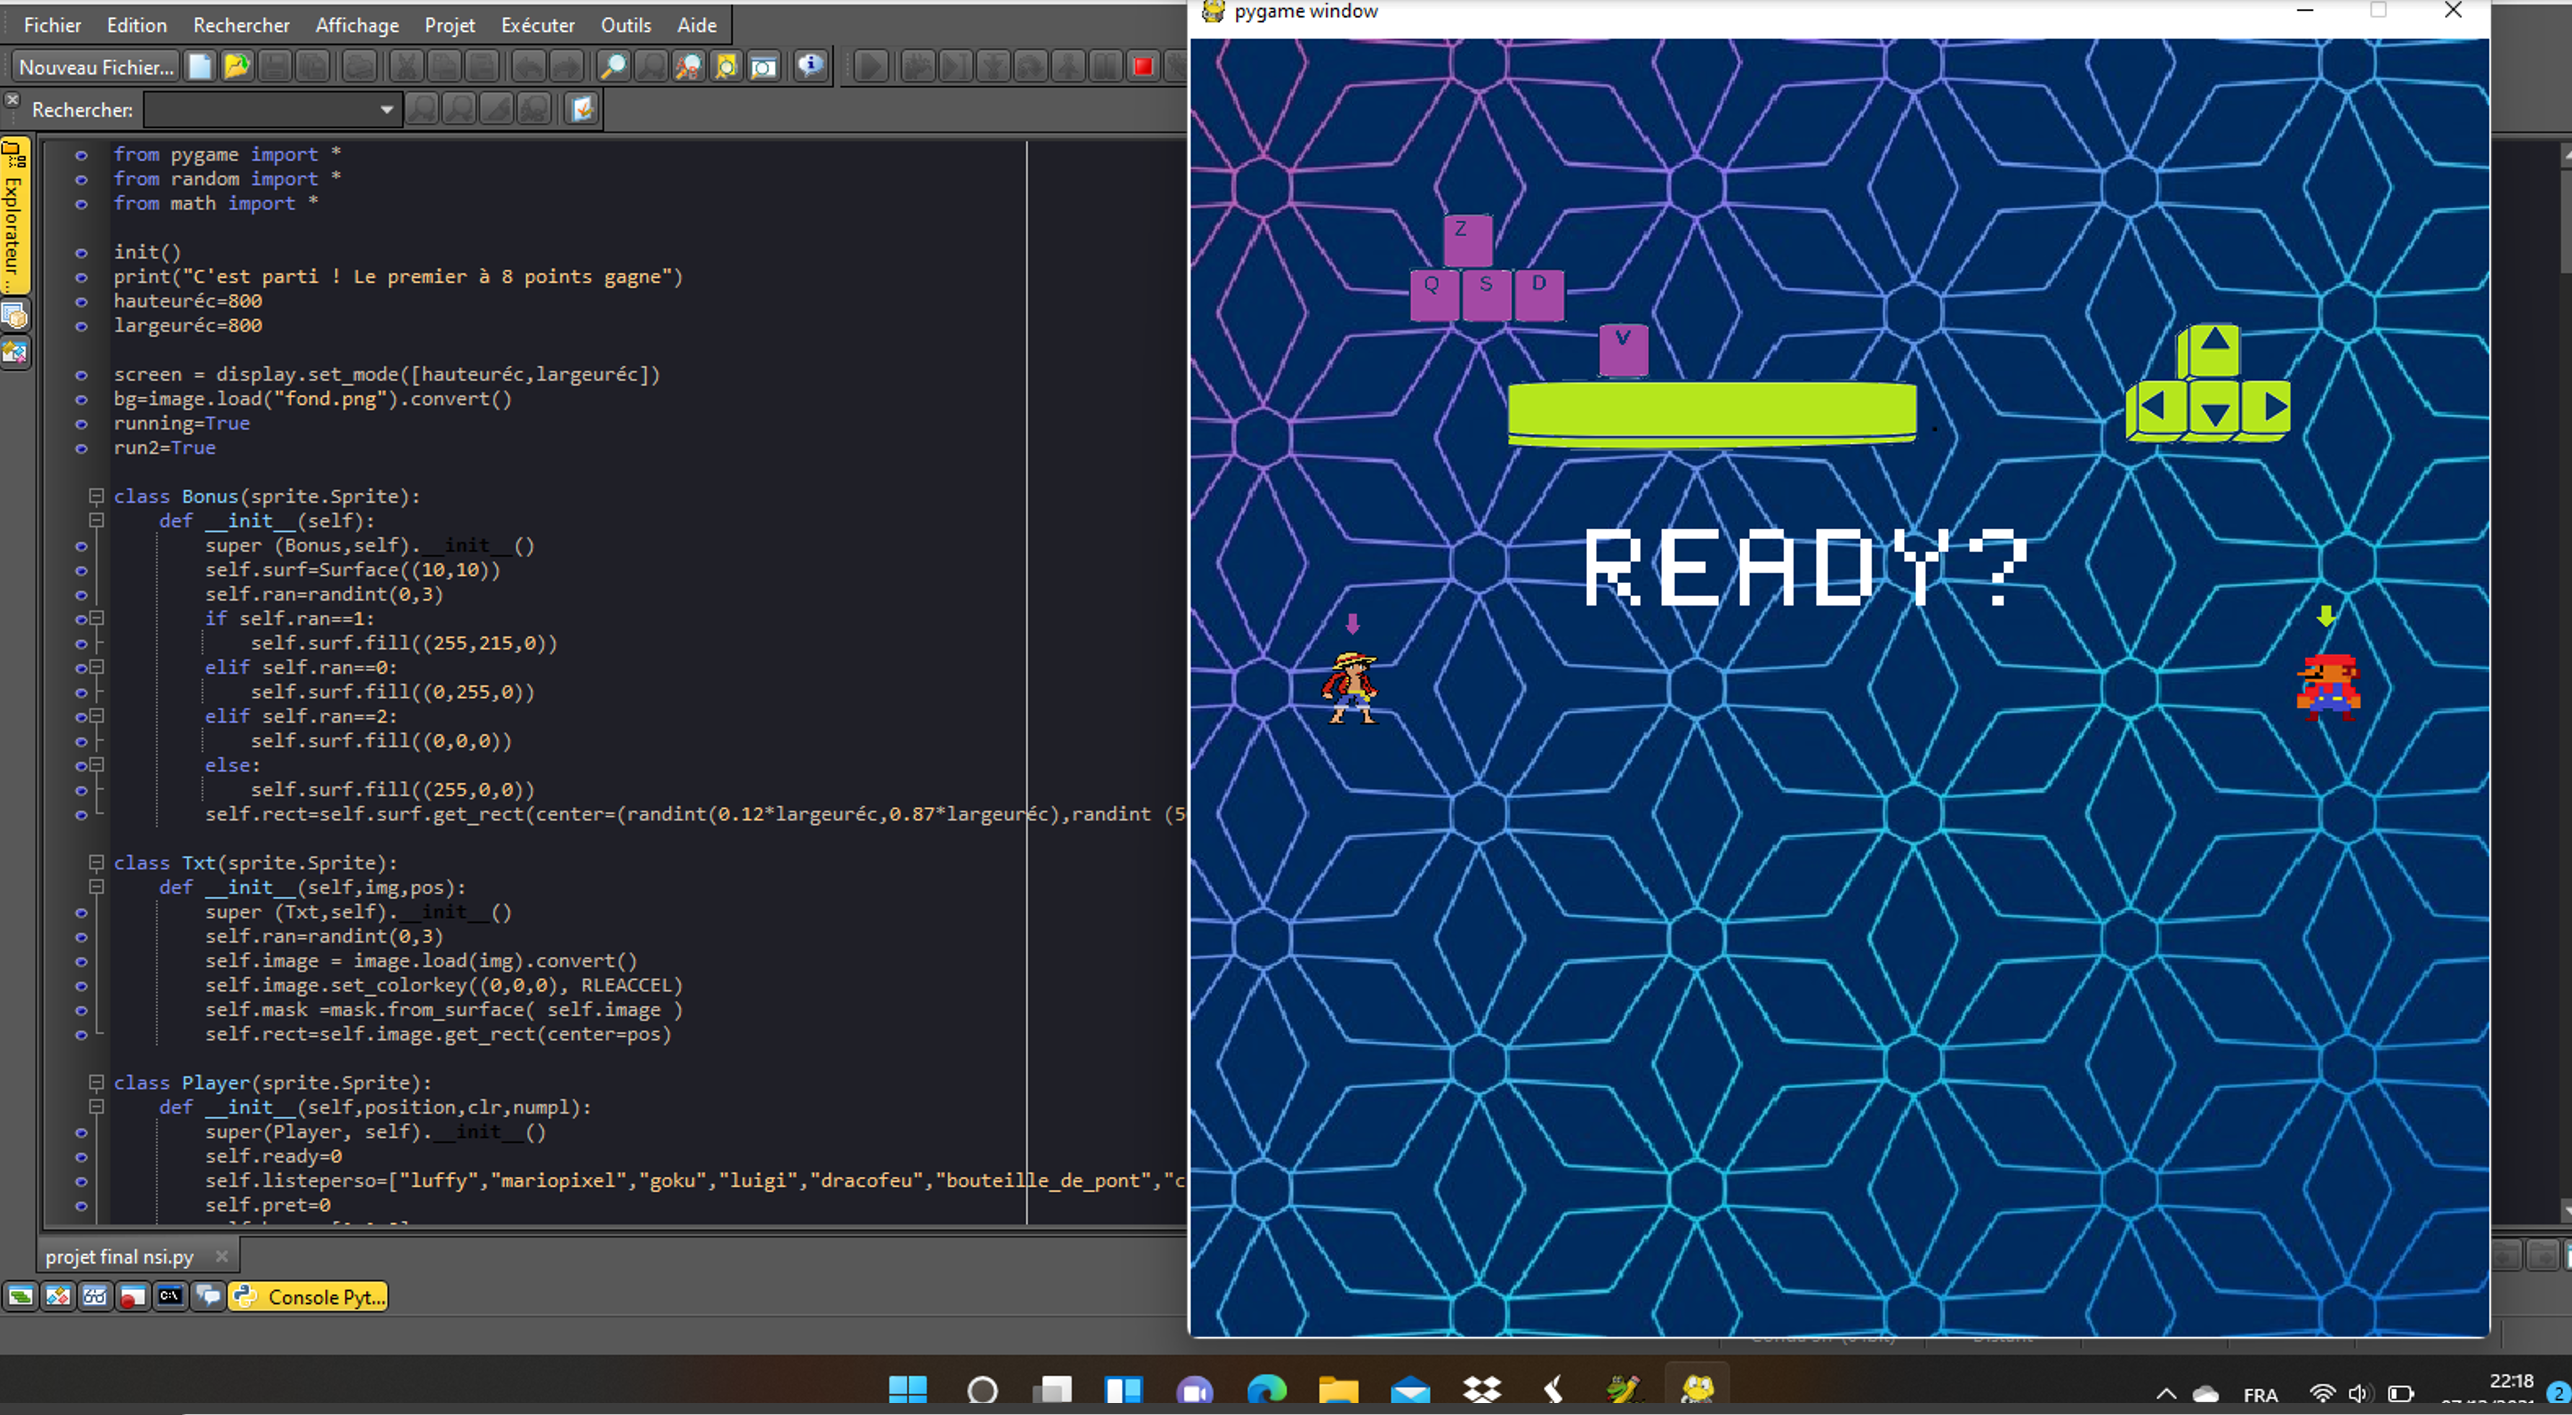 Fichier Edition Rechercher Affichage Projet Exécuter Outils Aide
Nouveau Fichier...
Rechercher:
Explorateur ...
from pygame import *
from random import *
from math import *
init()
print("C'est parti ! Le premier à 8 points gagne")
hauteuréc=800
largeuréc=800
screen = display.set_mode([hauteuréc,largeuréc])
bg=image.load("fond.png").convert()
running=True
run2=True
class Bonus(sprite.Sprite):
def __init__(self):
super (Bonus,self).__init__()
self.surf=Surface((10,10))
self.ran=randint(0,3)
if self.ran==1:
self.surf.fill((255,215,0))
elif self.ran==0:
self.surf.fill((0,255,0))
elif self.ran==2:
self.surf.fill((0,0,0))
else:
self.surf.fill((255,0,0))
self.rect=self.surf.get_rect(center=(randint(0.12*largeuréc,0.87*largeuréc),randint (5
class Txt(sprite.Sprite):
def __init__(self,img,pos):
super (Txt,self).__init__()
self.ran=randint(0,3)
self.image = image.load(img).convert()
self.image.set_colorkey((0,0,0), RLEACCEL)
self.mask =mask.from_surface( self.image )
self.rect=self.image.get_rect(center=pos)
class Player(sprite.Sprite):
def __init__(self,position,clr,numpl):
super(Player, self).__init__()
self.ready=0
self.listeperso=["luffy","mariopixel","goku","luigi","dracofeu","bouteille_de_pont","c
self.pret=0
projet final nsi.py
Console Pyt...
pygame window
Z
Q S D
V
READY?
FRA
22:18
2